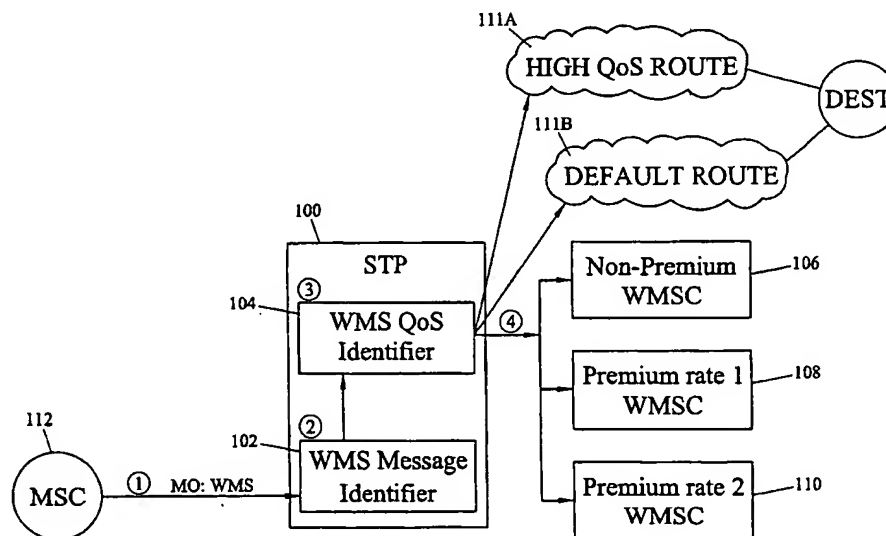 111A
HIGH QoS ROUTE
DEST
111B
DEFAULT ROUTE
100
STP
Non-Premium
WMSC
106
③
104
WMS QoS
Identifier
④
Premium rate 1
WMSC
108
112
②
102
WMS Message
Identifier
MSC
①
MO: WMS
Premium rate 2
WMSC
110